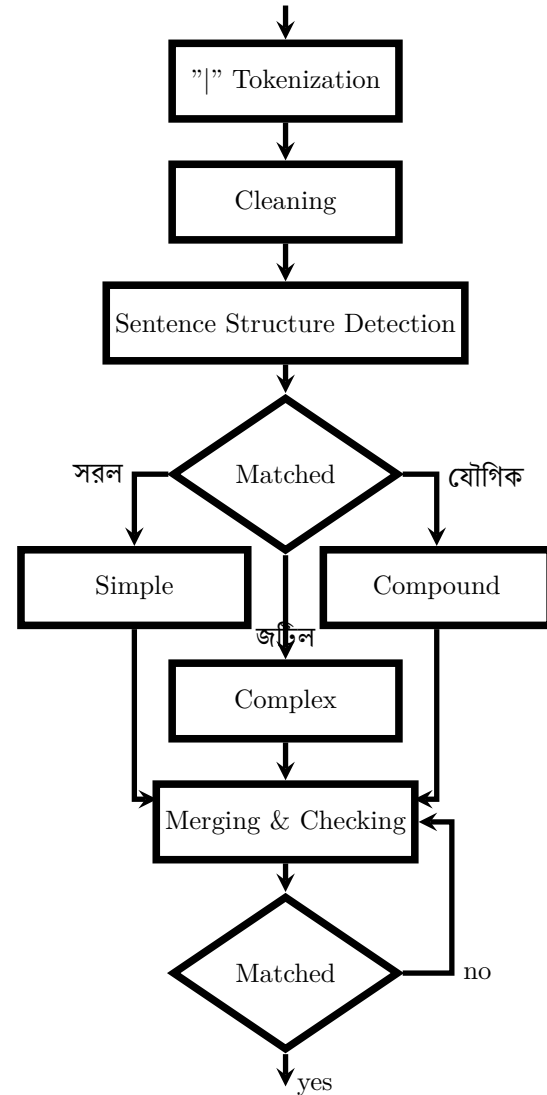 ”|” Tokenization
Cleaning
Sentence Structure Detection
Matched
সরল
যৌগিক
Simple
Compound
জটিল
Complex
Merging & Checking
Matched
no
yes